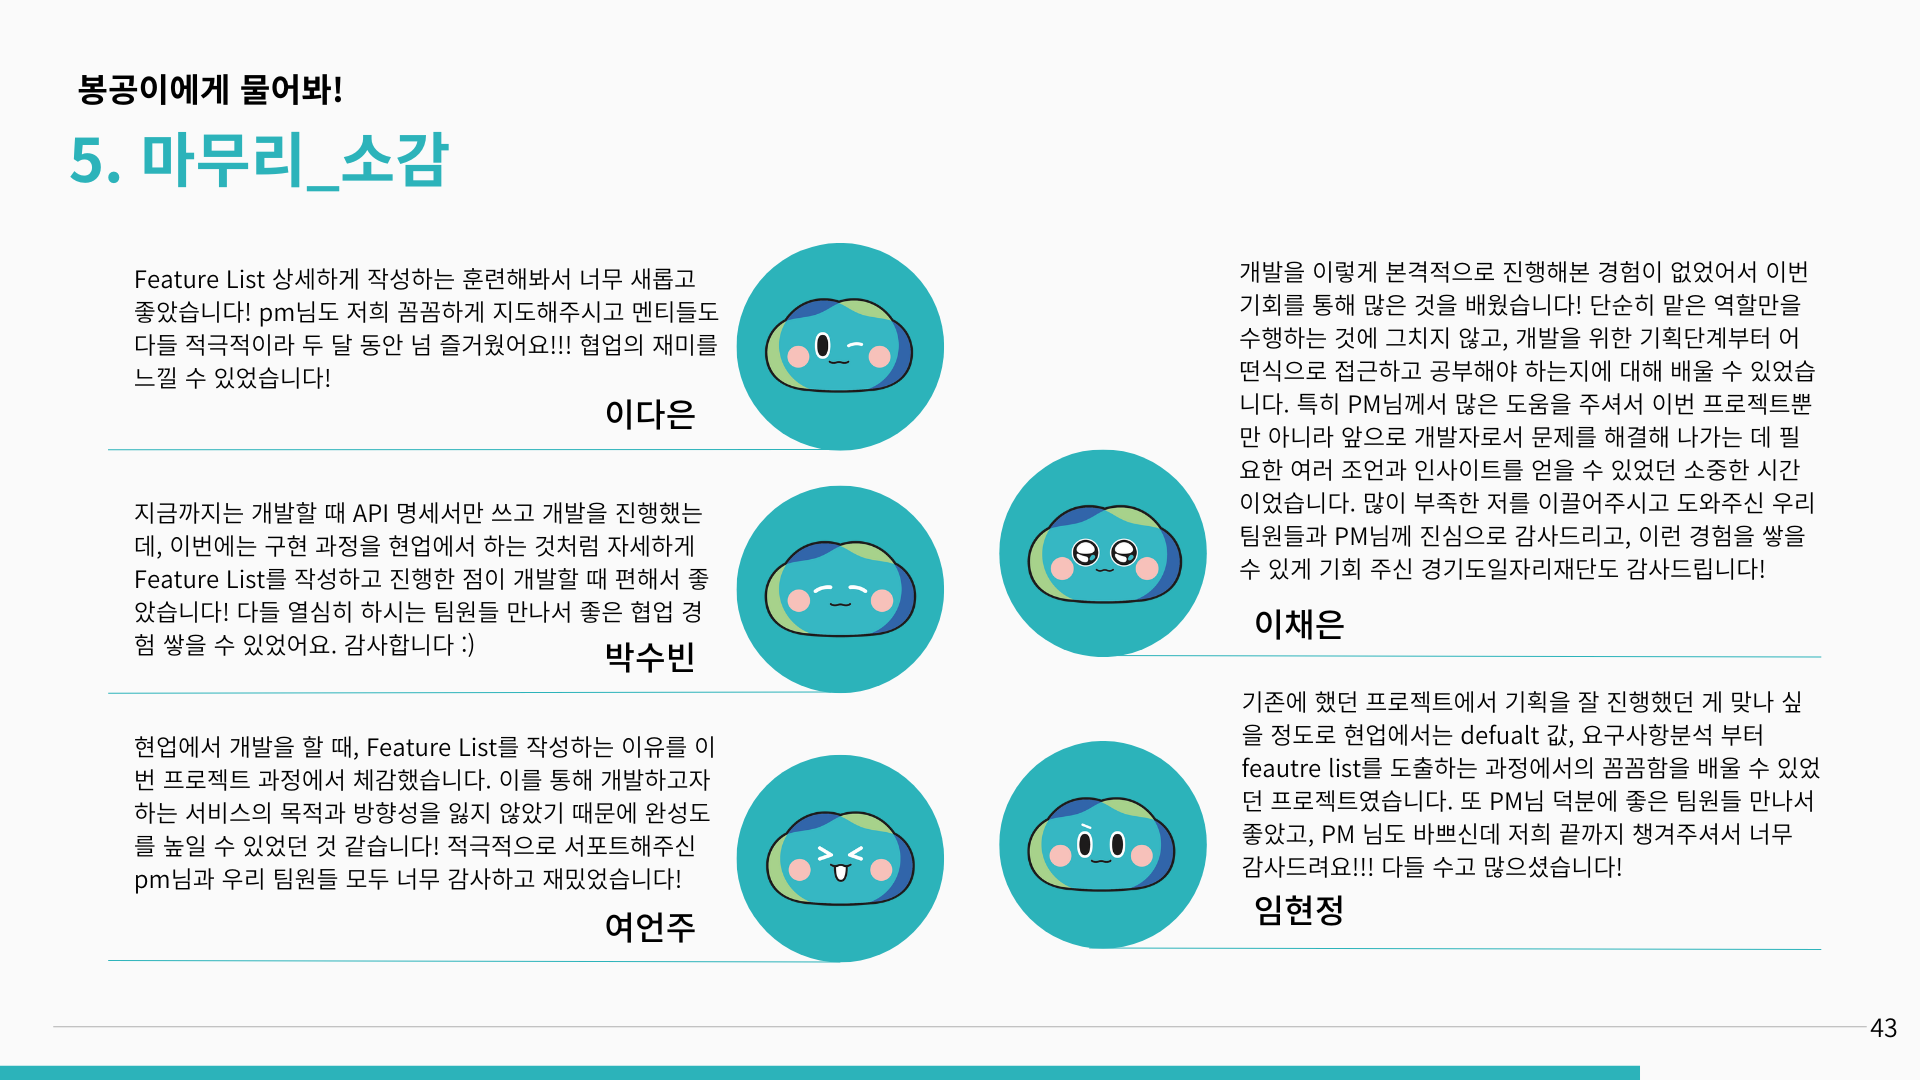 봉공이에게 물어봐!
5. 마무리_소감
Feature List 상세하게 작성하는 훈련해봐서 너무 새롭고
좋았습니다! pm님도 저희 꼼꼼하게 지도해주시고 멘티들도
다들 적극적이라 두 달 동안 넘 즐거웠어요!!! 협업의 재미를
느낄 수 있었습니다!
이다은
지금까지는 개발할 때 API 명세서만 쓰고 개발을 진행했는
데, 이번에는 구현 과정을 현업에서 하는 것처럼 자세하게
Feature List를 작성하고 진행한 점이 개발할 때 편해서 좋
았습니다! 다들 열심히 하시는 팀원들 만나서 좋은 협업 경
험 쌓을 수 있었어요. 감사합니다 :)
박수빈
현업에서 개발을 할 때, Feature List를 작성하는 이유를 이
번 프로젝트 과정에서 체감했습니다. 이를 통해 개발하고자
하는 서비스의 목적과 방향성을 잃지 않았기 때문에 완성도
를 높일 수 있었던 것 같습니다! 적극적으로 서포트해주신
pm님과 우리 팀원들 모두 너무 감사하고 재밌었습니다!
여언주
개발을 이렇게 본격적으로 진행해본 경험이 없었어서 이번
기회를 통해 많은 것을 배웠습니다! 단순히 맡은 역할만을
수행하는 것에 그치지 않고, 개발을 위한 기획단계부터 어
떤식으로 접근하고 공부해야 하는지에 대해 배울 수 있었습
니다. 특히 PM님께서 많은 도움을 주셔서 이번 프로젝트뿐
만 아니라 앞으로 개발자로서 문제를 해결해 나가는 데 필
요한 여러 조언과 인사이트를 얻을 수 있었던 소중한 시간
이었습니다. 많이 부족한 저를 이끌어주시고 도와주신 우리
팀원들과 PM님께 진심으로 감사드리고, 이런 경험을 쌓을
수 있게 기회 주신 경기도일자리재단도 감사드립니다!
이채은
기존에 했던 프로젝트에서 기획을 잘 진행했던 게 맞나 싶
을 정도로 현업에서는 defualt 값, 요구사항분석 부터
feautre list를 도출하는 과정에서의 꼼꼼함을 배울 수 있었
던 프로젝트였습니다. 또 PM님 덕분에 좋은 팀원들 만나서
좋았고, PM 님도 바쁘신데 저희 끝까지 챙겨주셔서 너무
감사드려요!!! 다들 수고 많으셨습니다!
임현정
43